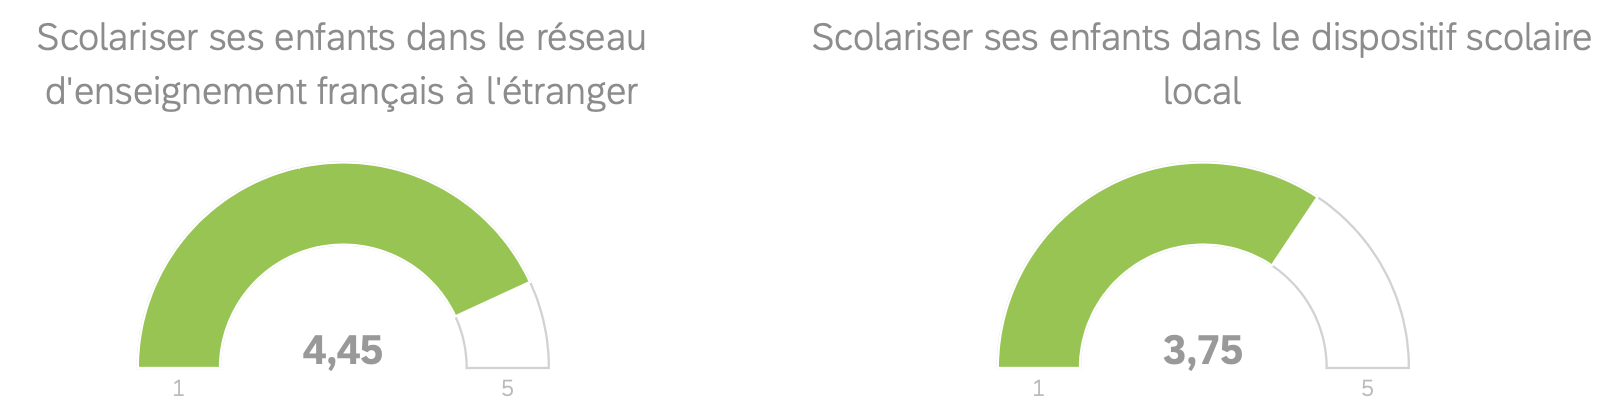 Scolariser ses enfants dans le réseau
d'enseignement français à l'étranger
4,45
1
5
Scolariser ses enfants dans le dispositif scolaire
local
3,75
1
5